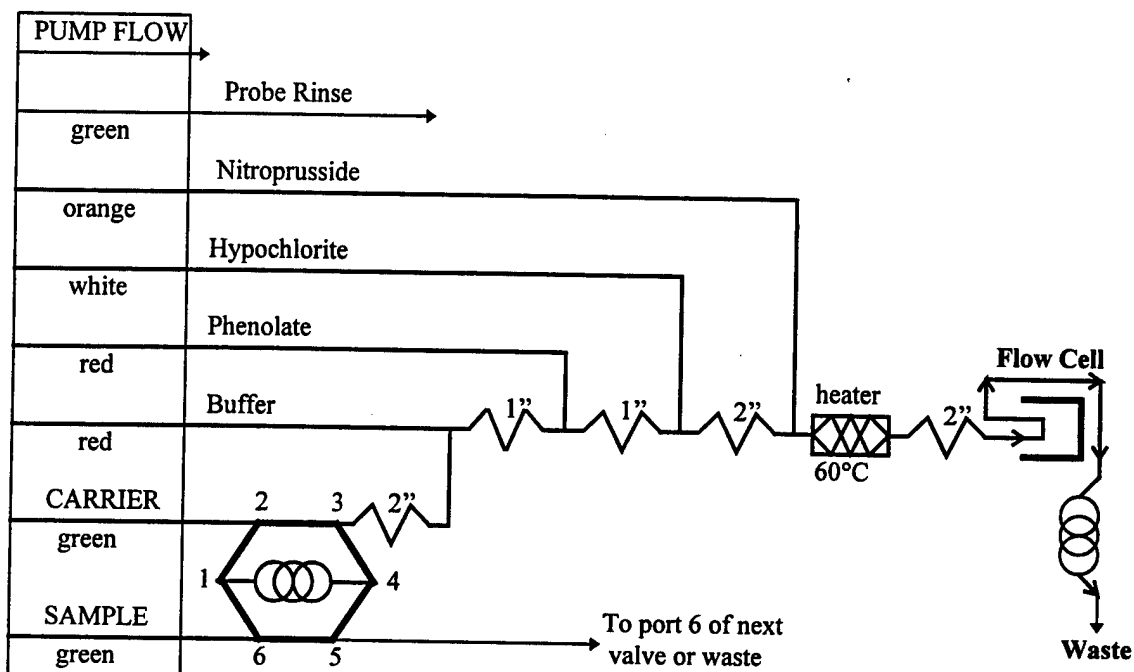 PUMP FLOW
Probe Rinse
green
Nitroprusside
orange
Hypochlorite
white
Phenolate
red
Buffer
red
1”
1”
2”
heater
60°C
2”
Flow Cell
CARRIER
green
2
3
2”
1
4
SAMPLE
green
6
5
To port 6 of next
valve or waste
Waste